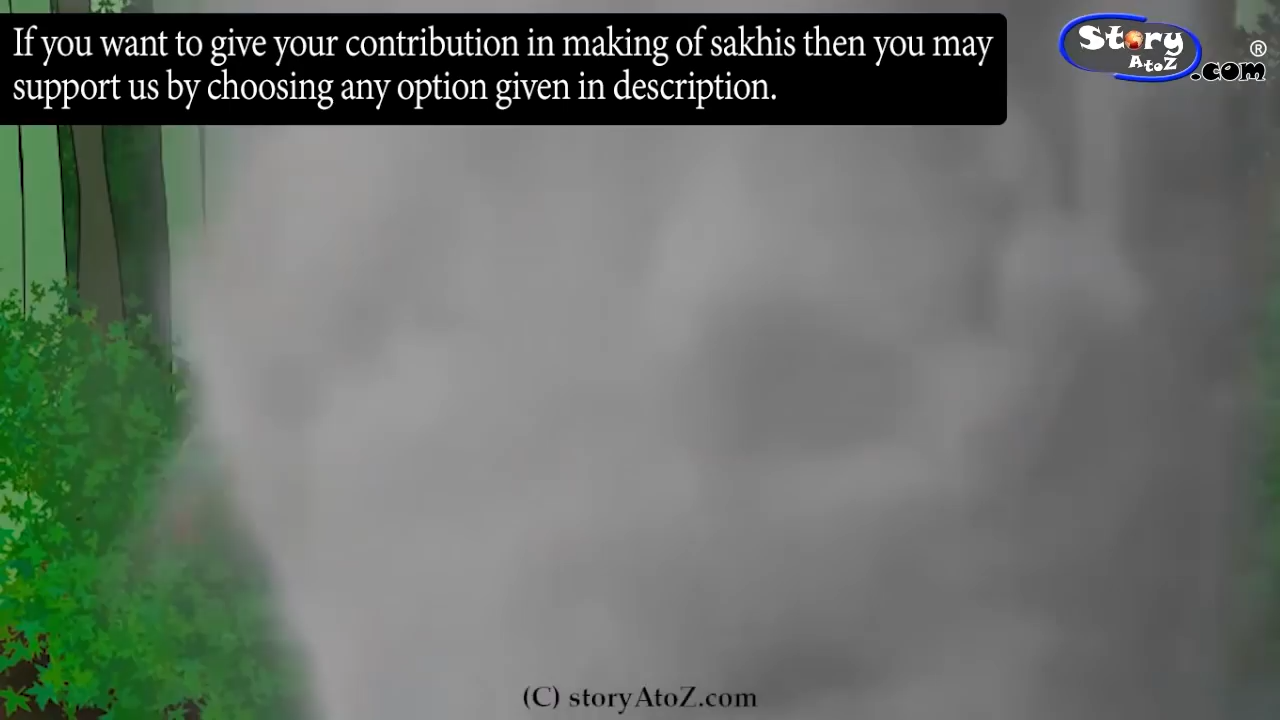 If you want to give your contribution in making of sakhis then you may
support us by choosing any option given in description.
Story
AtoZ
.com
®
(C) storyAtoZ.com